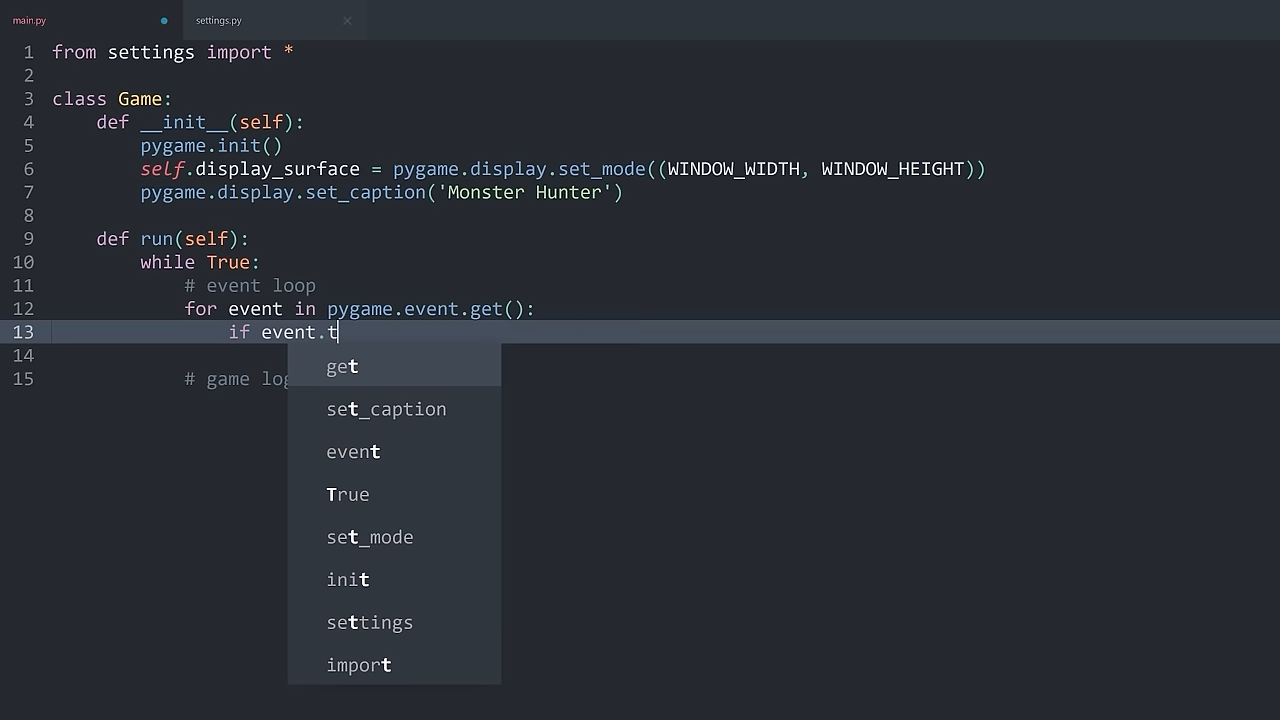 main.py settings.py
1 from settings import *
2
3 class Game:
4     def __init__(self):
5         pygame.init()
6         self.display_surface = pygame.display.set_mode((WINDOW_WIDTH, WINDOW_HEIGHT))
7         pygame.display.set_caption('Monster Hunter')
8
9     def run(self):
10         while True:
11             # event loop
12             for event in pygame.event.get():
13                 if event.t
14
15             # game log
get
set_caption
event
True
set_mode
init
settings
import